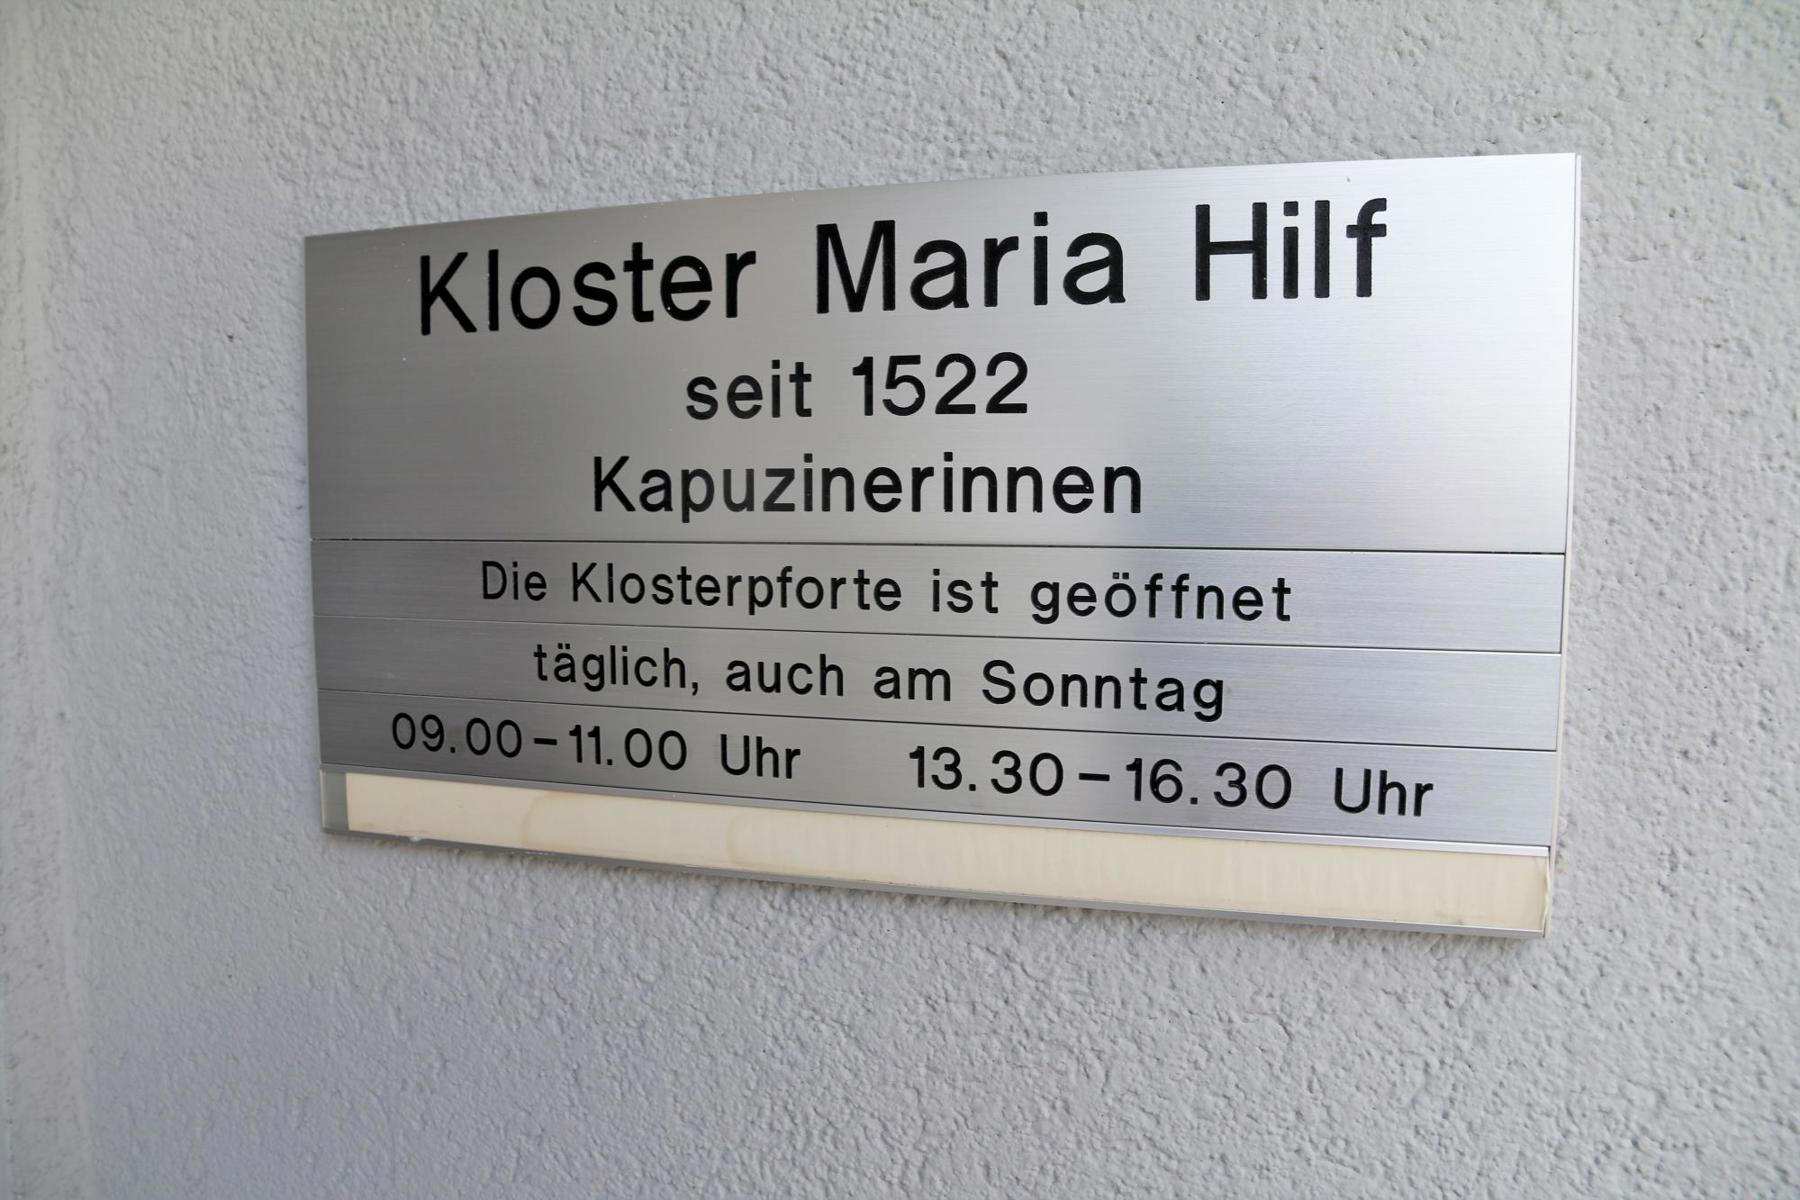 Kloster Maria Hilf
seit 1522
Kapuzinerinnen
Die Klosterpforte ist geöffnet
täglich, auch am Sonntag
09.00–11.00 Uhr 13.30–16.30 Uhr